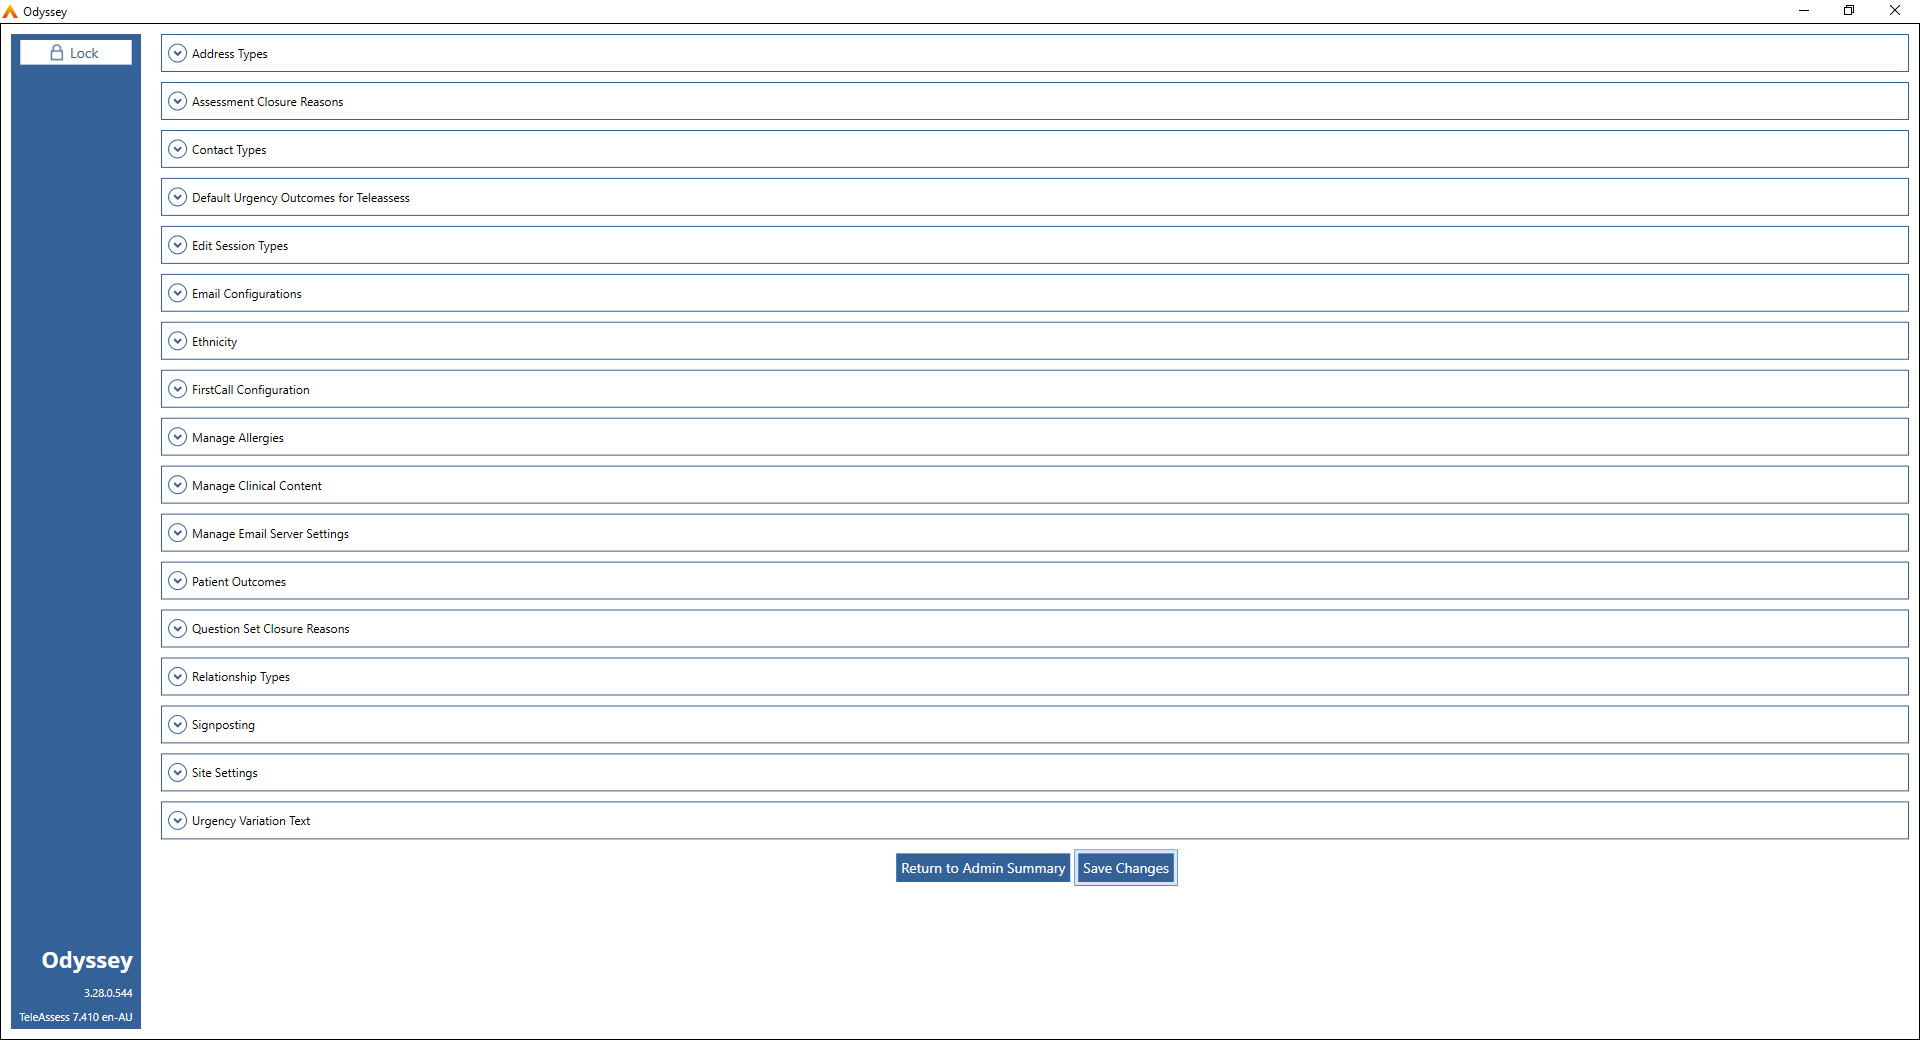 Odyssey
Lock
Address Types
Assessment Closure Reasons
Contact Types
Default Urgency Outcomes for Teleassess
Edit Session Types
Email Configurations
Ethnicity
FirstCall Configuration
Manage Allergies
Manage Clinical Content
Manage Email Server Settings
Patient Outcomes
Question Set Closure Reasons
Relationship Types
Signposting
Site Settings
Urgency Variation Text
Return to Admin Summary Save Changes
Odyssey
3.28.0.544
TeleAssess 7.410 en-AU